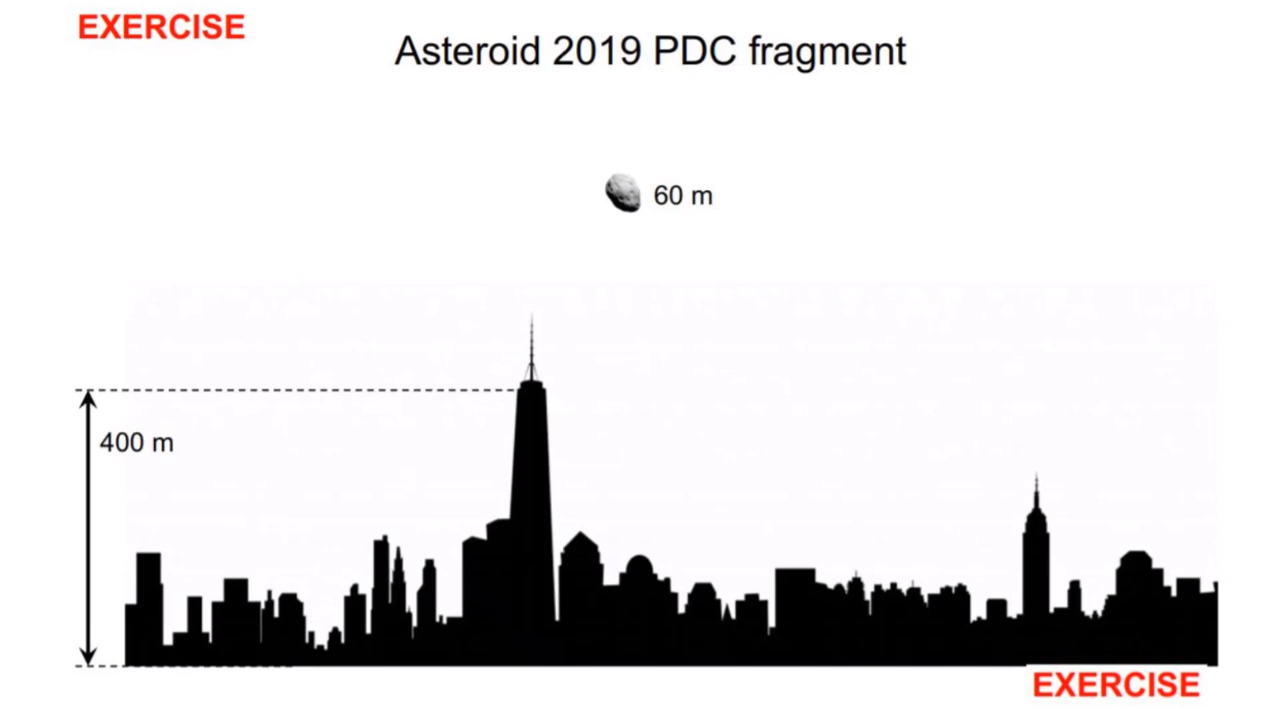 EXERCISE
Asteroid 2019 PDC fragment
60 m
400 m
EXERCISE